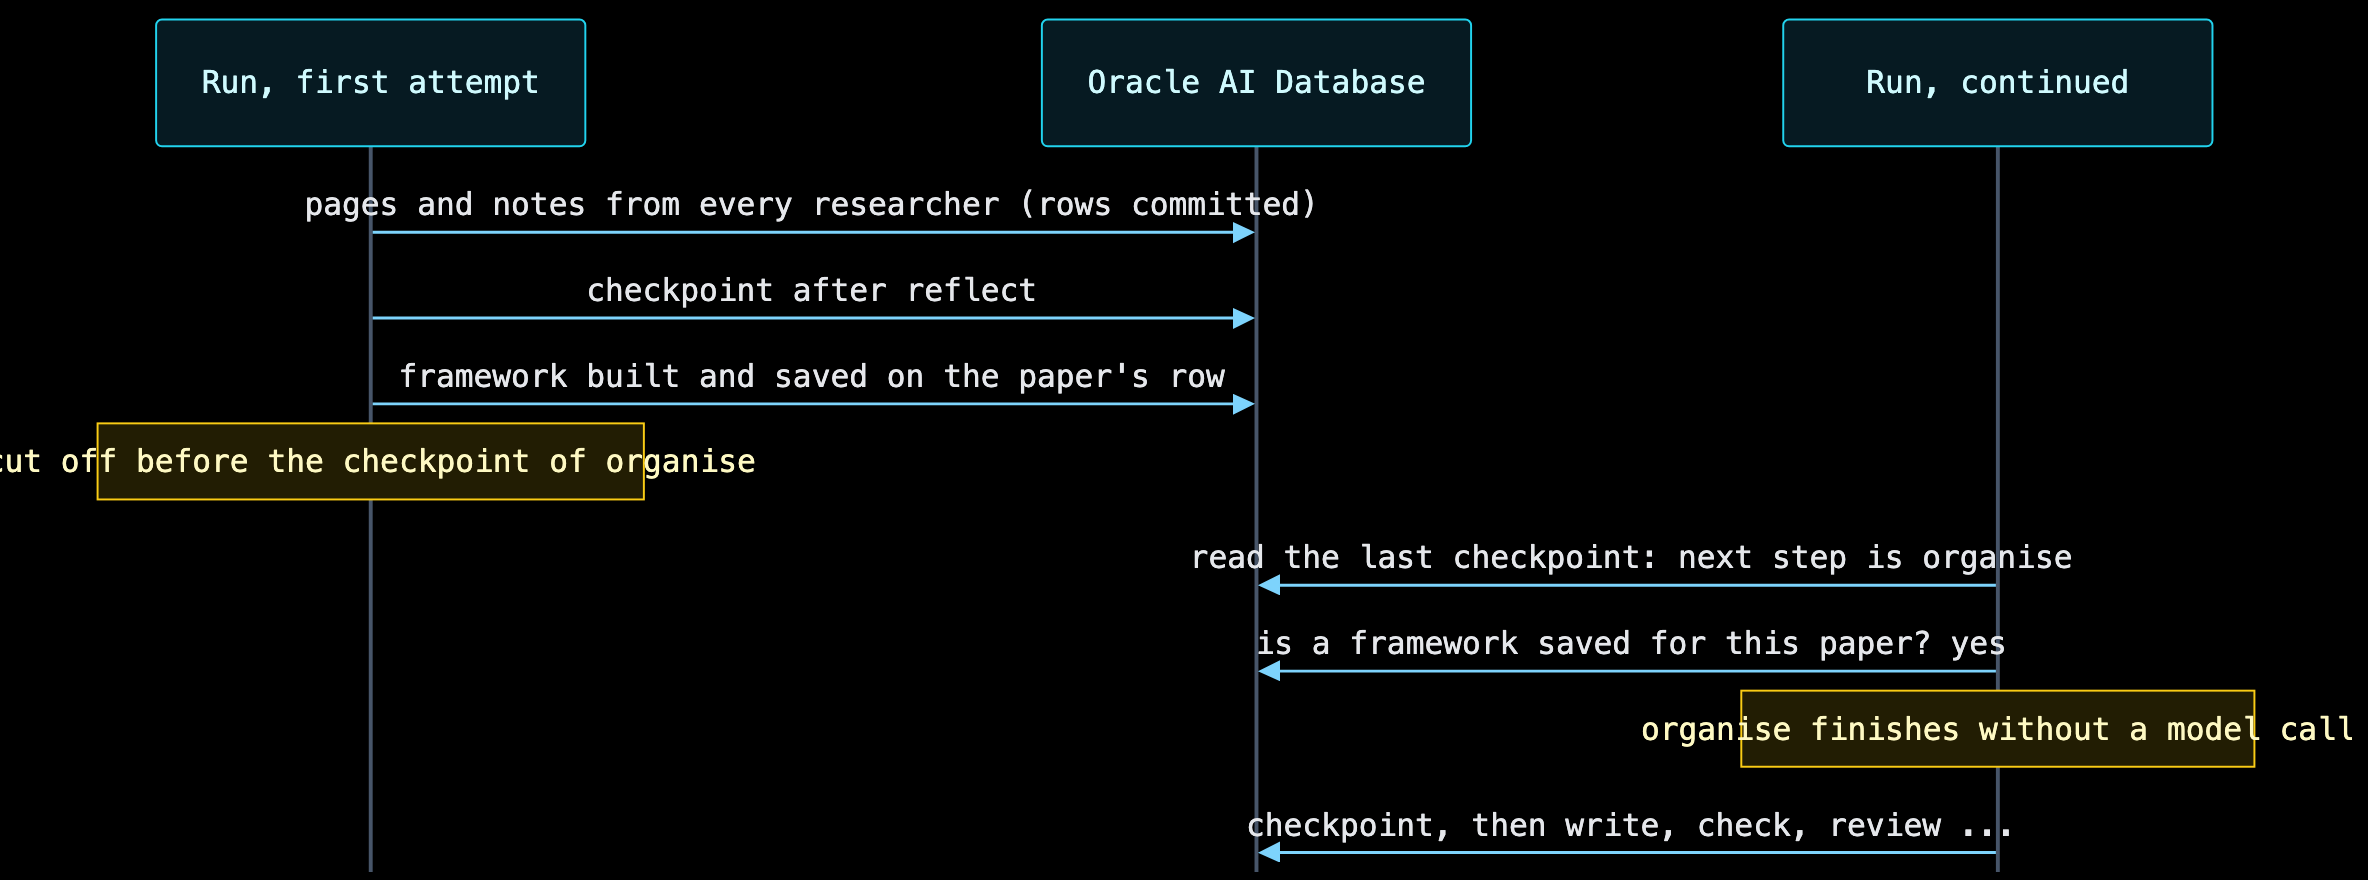 Run, first attempt
Oracle AI Database
Run, continued
pages and notes from every researcher (rows committed)
checkpoint after reflect
framework built and saved on the paper's row
cut off before the checkpoint of organise
read the last checkpoint: next step is organise
is a framework saved for this paper? yes
organise finishes without a model call
checkpoint, then write, check, review ...